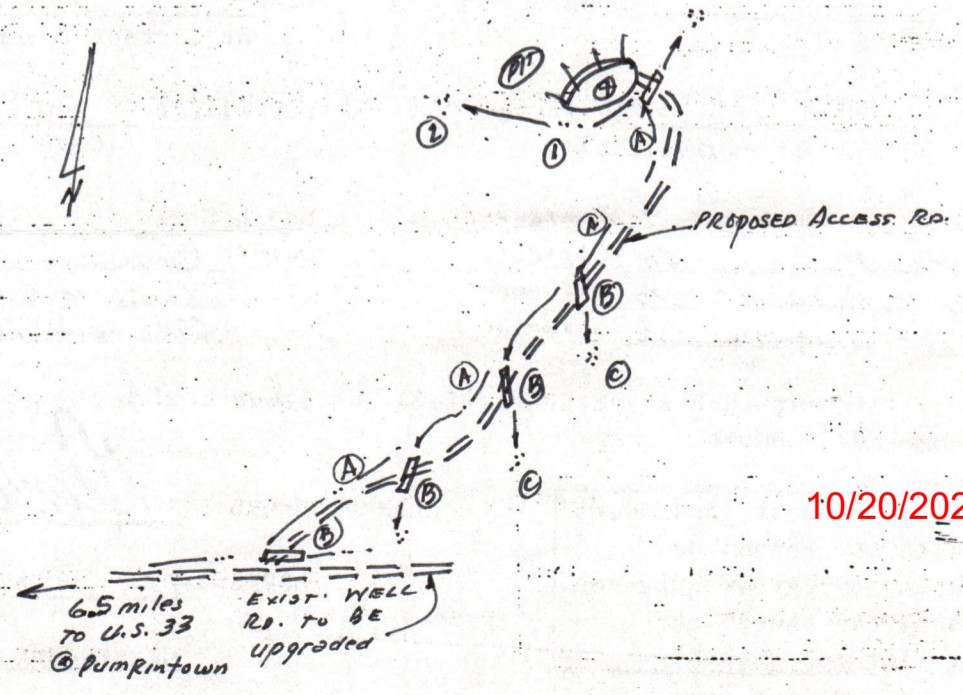 N
PIT
2
1
A
PROPOSED ACCESS RD.
A
B
C
A
B
C
A
B
B
10/20/202
6.5 miles
TO U.S. 33
@ Pumpkintown
EXIST. WELL
RD. TO BE
upgraded